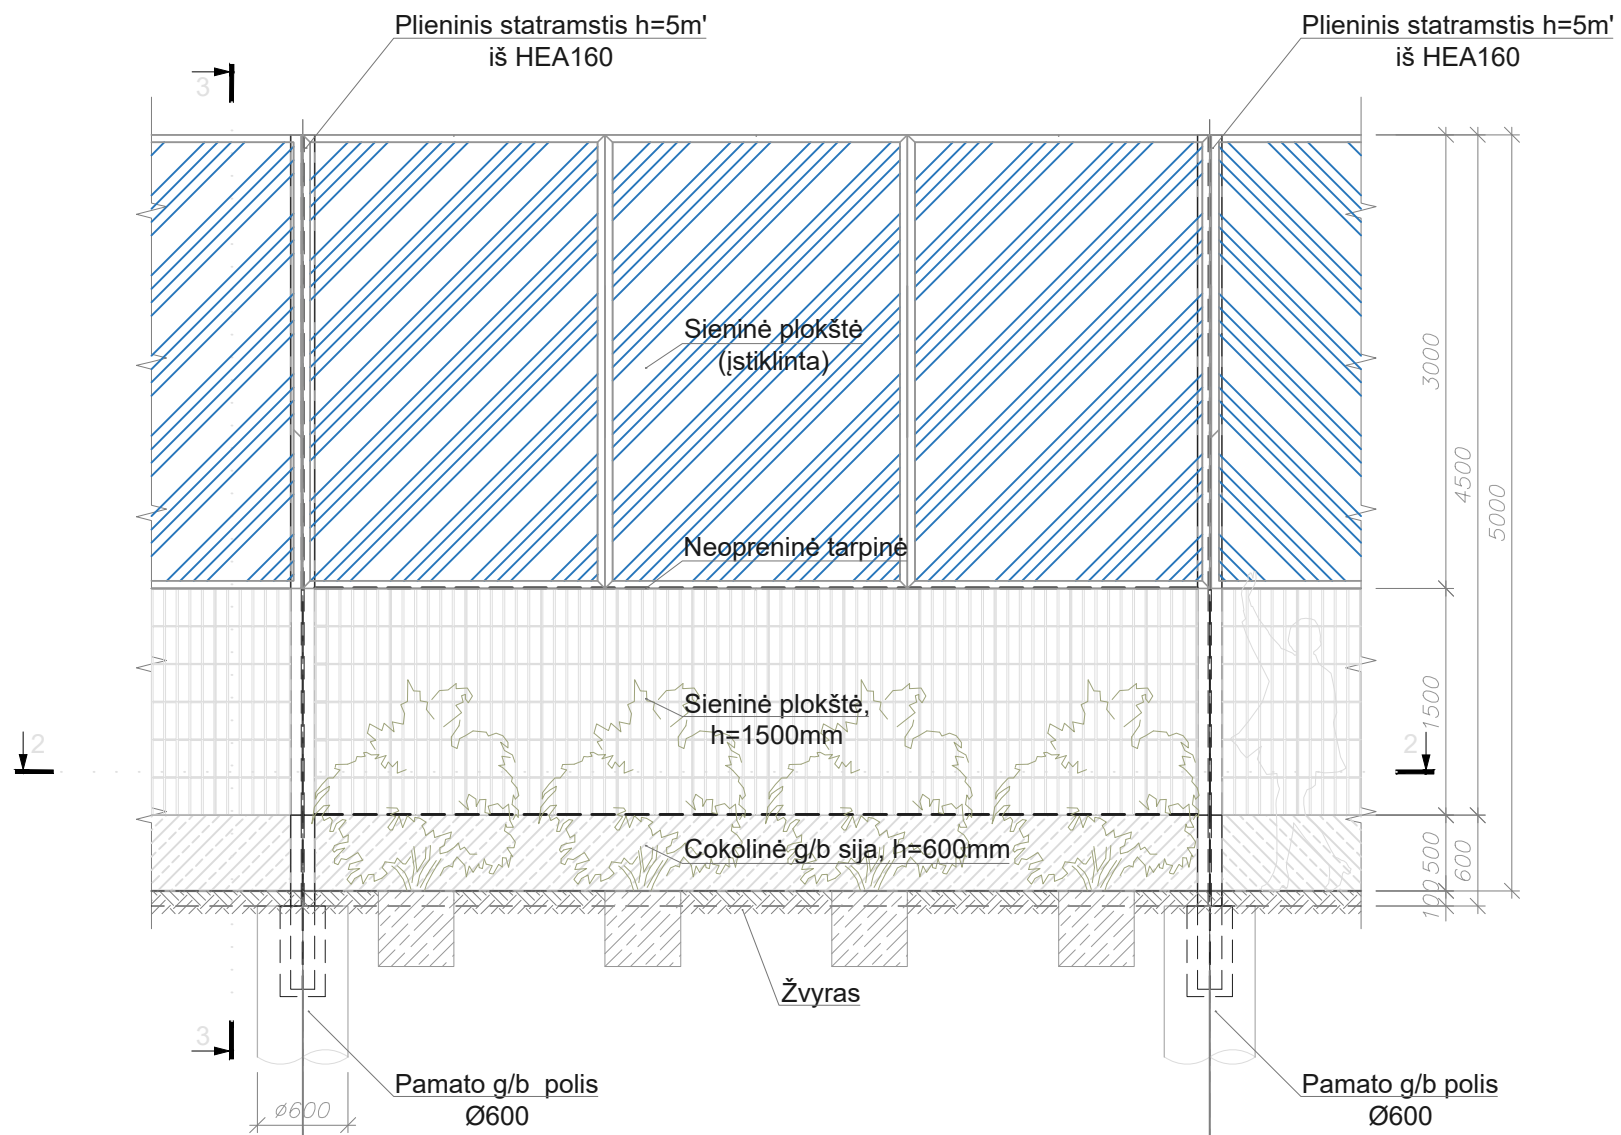 Plieninis statramstis h=5m'
iš HEA160
Plieninis statramstis h=5m'
iš HEA160
3
Sieninė plokštė
(įstiklinta)
3000
4500
5000
Neopreninė tarpinė
Sieninė plokštė,
h=1500mm
1500
2
2
Cokolinė g/b sija, h=600mm
500
600
100
Žvyras
3
Pamato g/b polis
Ø600
ø600
Pamato g/b polis
Ø600